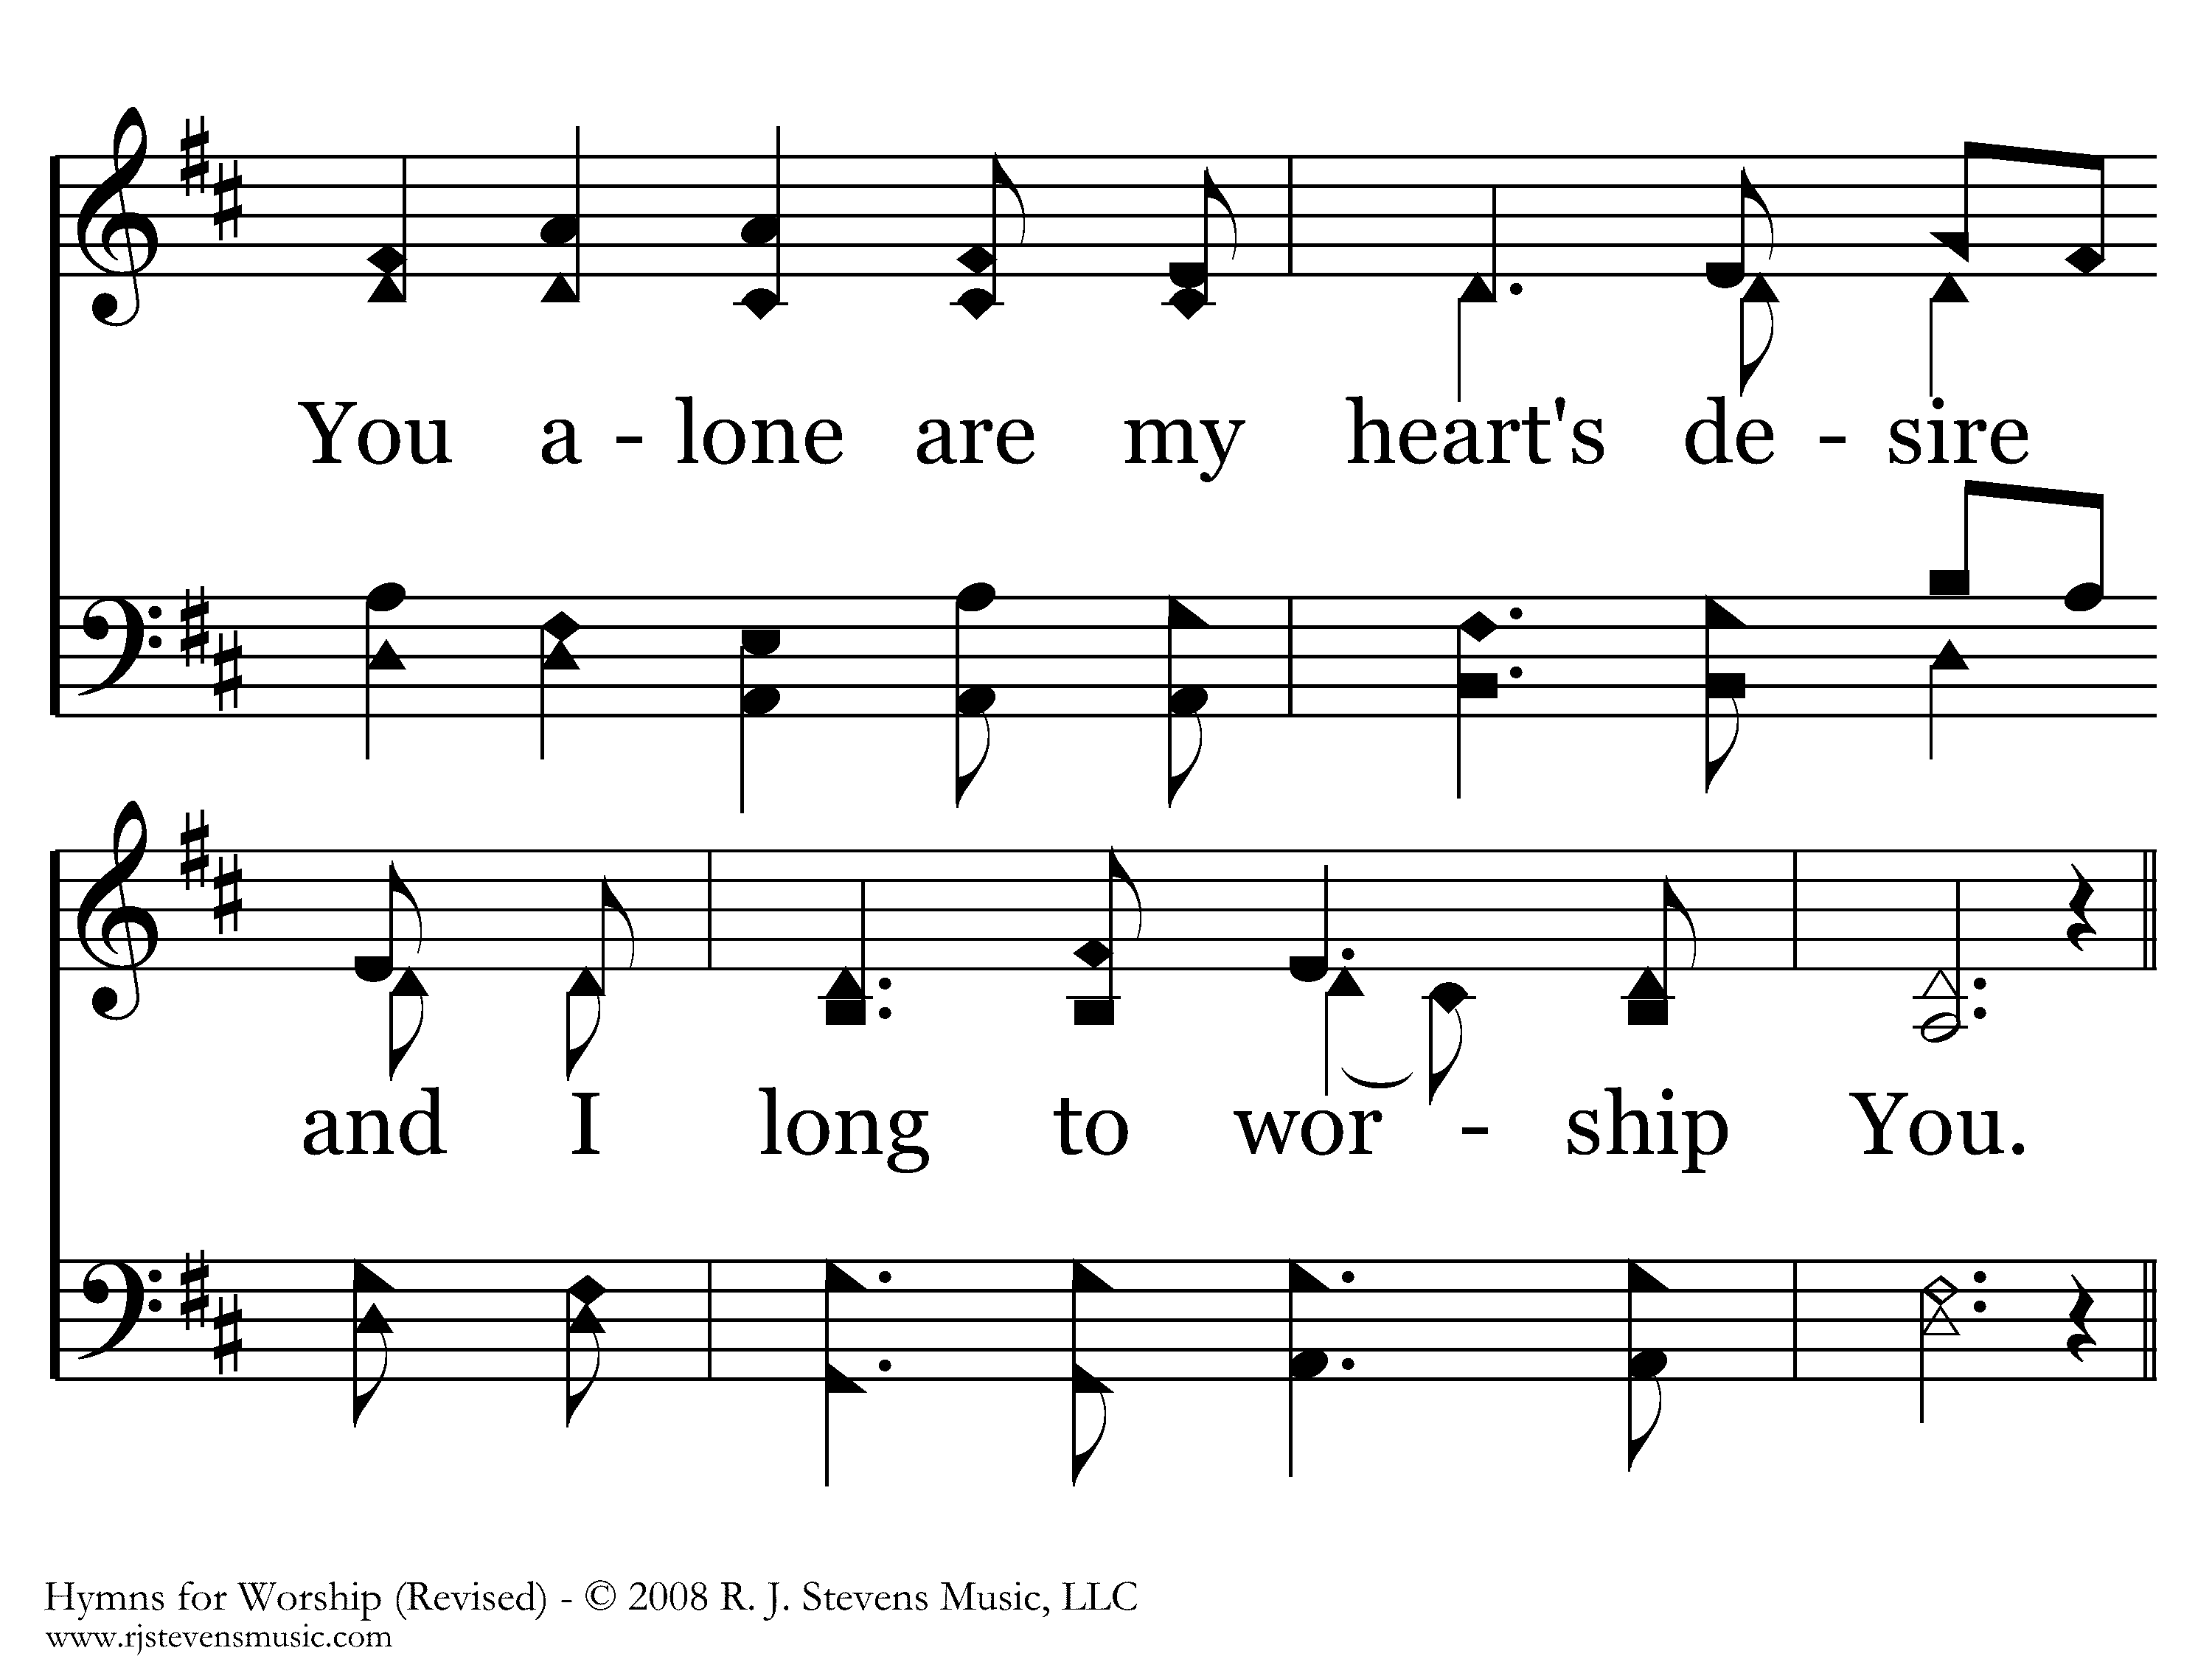 You a - lone are my heart's de - sire
and I long to wor - ship You.
Hymns for Worship (Revised) - © 2008 R. J. Stevens Music, LLC
www.rjstevensmusic.com